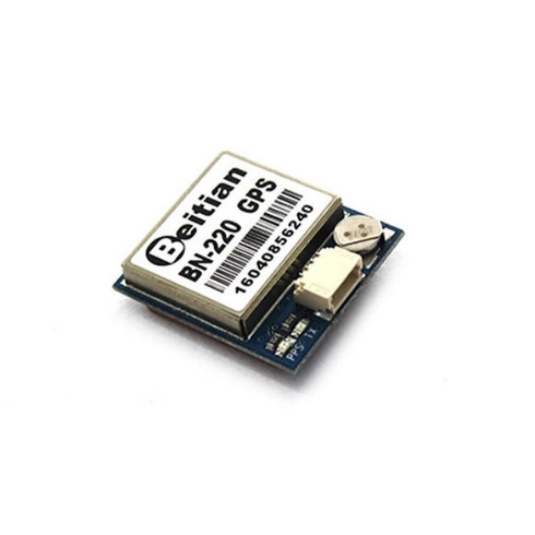 Beitian
BN-220 GPS
16040856240
PPS TX